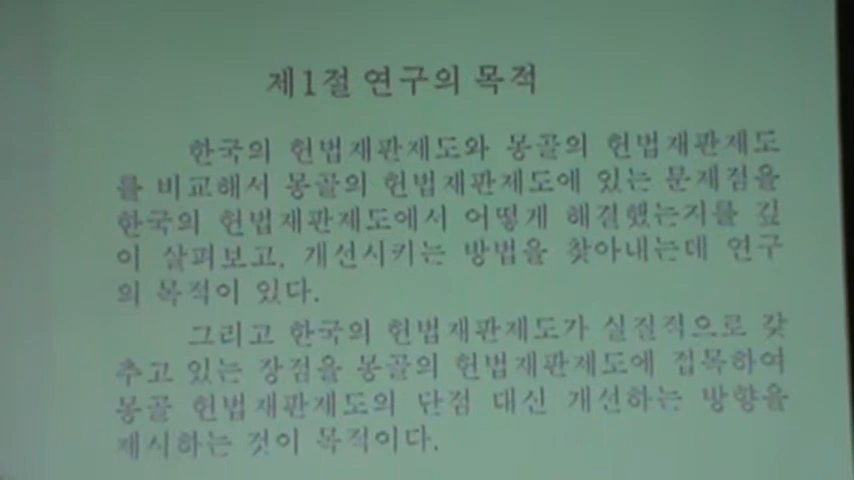 제1절 연구의 목적
한국의 헌법재판제도와 몽골의 헌법재판제도
를 비교해서 몽골의 헌법재판제도에 있는 문제점을
한국의 헌법재판제도에서 어떻게 해결했는지를 깊
이 살펴보고, 개선시키는 방법을 찾아내는데 연구
의 목적이 있다.
그리고 한국의 헌법재판제도가 실질적으로 갖
추고 있는 장점을 몽골의 헌법재판제도에 접목하여
몽골 헌법재판제도의 단점 대신 개선하는 방향을
제시하는 것이 목적이다.